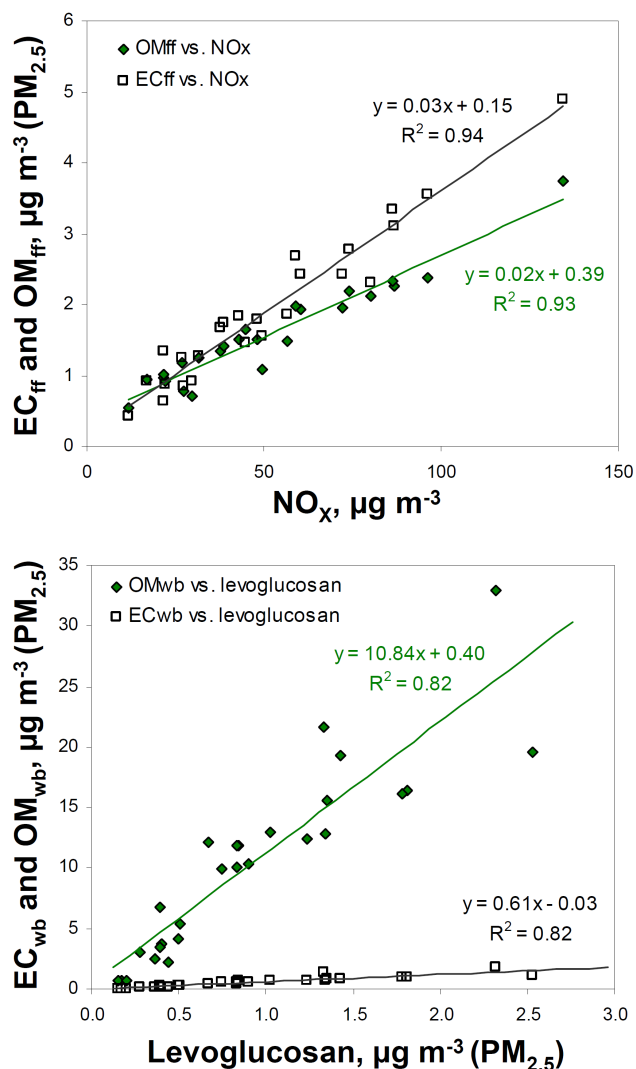 6
5
4
3
2
1
0
OMff vs. NOx
ECff vs. NOx
y = 0.03x + 0.15
R² = 0.94
y = 0.02x + 0.39
R² = 0.93
0 50 100 150
NOX, µg m-3
ECff and OMff, µg m-3 (PM2.5)
35
30
25
20
15
10
5
0
OMwb vs. levoglucosan
ECwb vs. levoglucosan
y = 10.84x + 0.40
R² = 0.82
y = 0.61x - 0.03
R² = 0.82
0.0 0.5 1.0 1.5 2.0 2.5 3.0
Levoglucosan, µg m-3 (PM2.5)
ECwb and OMwb, µg m-3 (PM2.5)